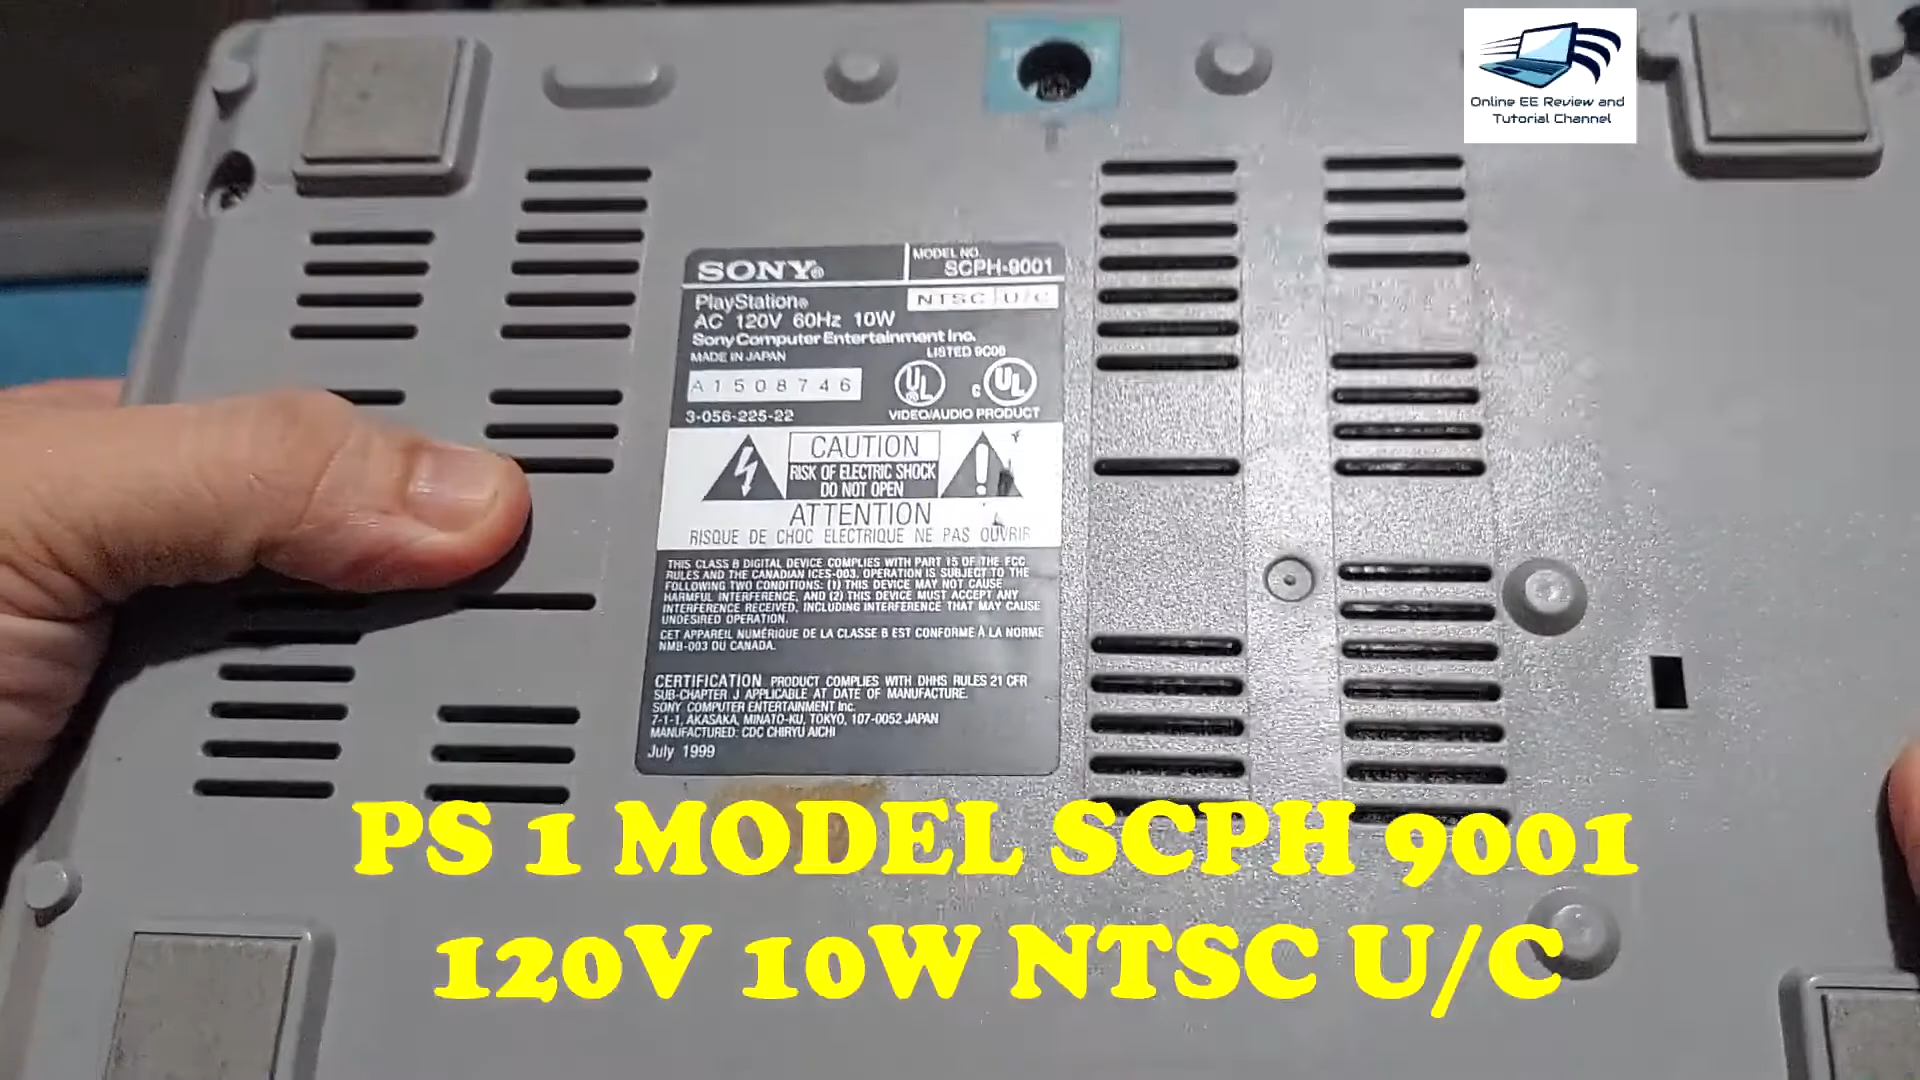 Online EE Review and
Tutorial Channel
SONY®
MODEL NO.
SCPH-9001
PlayStation®
NTSC U/C
AC 120V 60Hz 10W
Sony Computer Entertainment Inc.
MADE IN JAPAN
LISTED 9C08
A1508746
UL
c UL
3-056-225-22
VIDEO/AUDIO PRODUCT
CAUTION
RISK OF ELECTRIC SHOCK
DO NOT OPEN
ATTENTION
RISQUE DE CHOC ELECTRIQUE NE PAS OUVRIR
THIS CLASS B DIGITAL DEVICE COMPLIES WITH PART 15 OF THE FCC
RULES AND THE CANADIAN ICES-003. OPERATION IS SUBJECT TO THE
FOLLOWING TWO CONDITIONS: (1) THIS DEVICE MAY NOT CAUSE
HARMFUL INTERFERENCE, AND (2) THIS DEVICE MUST ACCEPT ANY
INTERFERENCE RECEIVED, INCLUDING INTERFERENCE THAT MAY CAUSE
UNDESIRED OPERATION.
CET APPAREIL NUMÉRIQUE DE LA CLASSE B EST CONFORME À LA NORME
NMB-003 DU CANADA.
CERTIFICATION PRODUCT COMPLIES WITH DHHS RULES 21 CFR
SUB-CHAPTER J APPLICABLE AT DATE OF MANUFACTURE.
SONY COMPUTER ENTERTAINMENT Inc.
7-1-1, AKASAKA, MINATO-KU, TOKYO, 107-0052 JAPAN
MANUFACTURED: CDC CHIRYU AICHI
July 1999
PS 1 MODEL SCPH 9001
120V 10W NTSC U/C